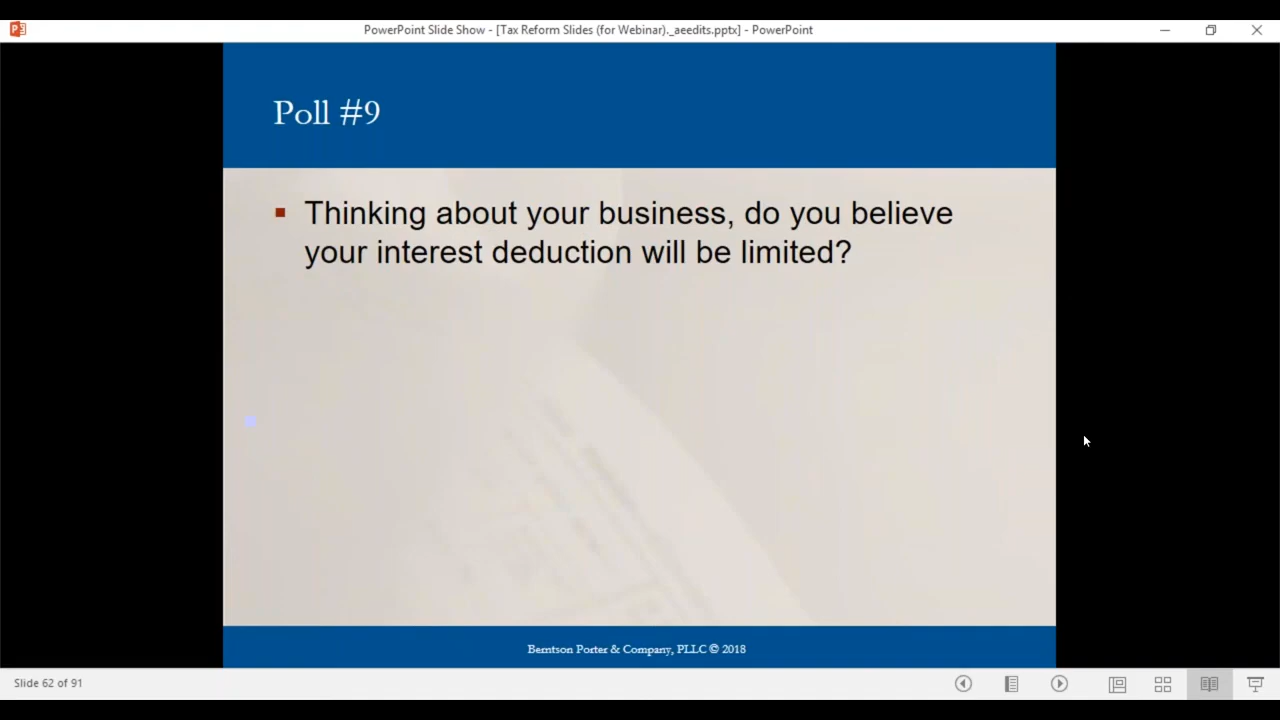 PowerPoint Slide Show - [Tax Reform Slides (for Webinar)._aeedits.pptx] - PowerPoint
Poll #9
Thinking about your business, do you believe
your interest deduction will be limited?
Berntson Porter & Company, PLLC © 2018
Slide 62 of 91